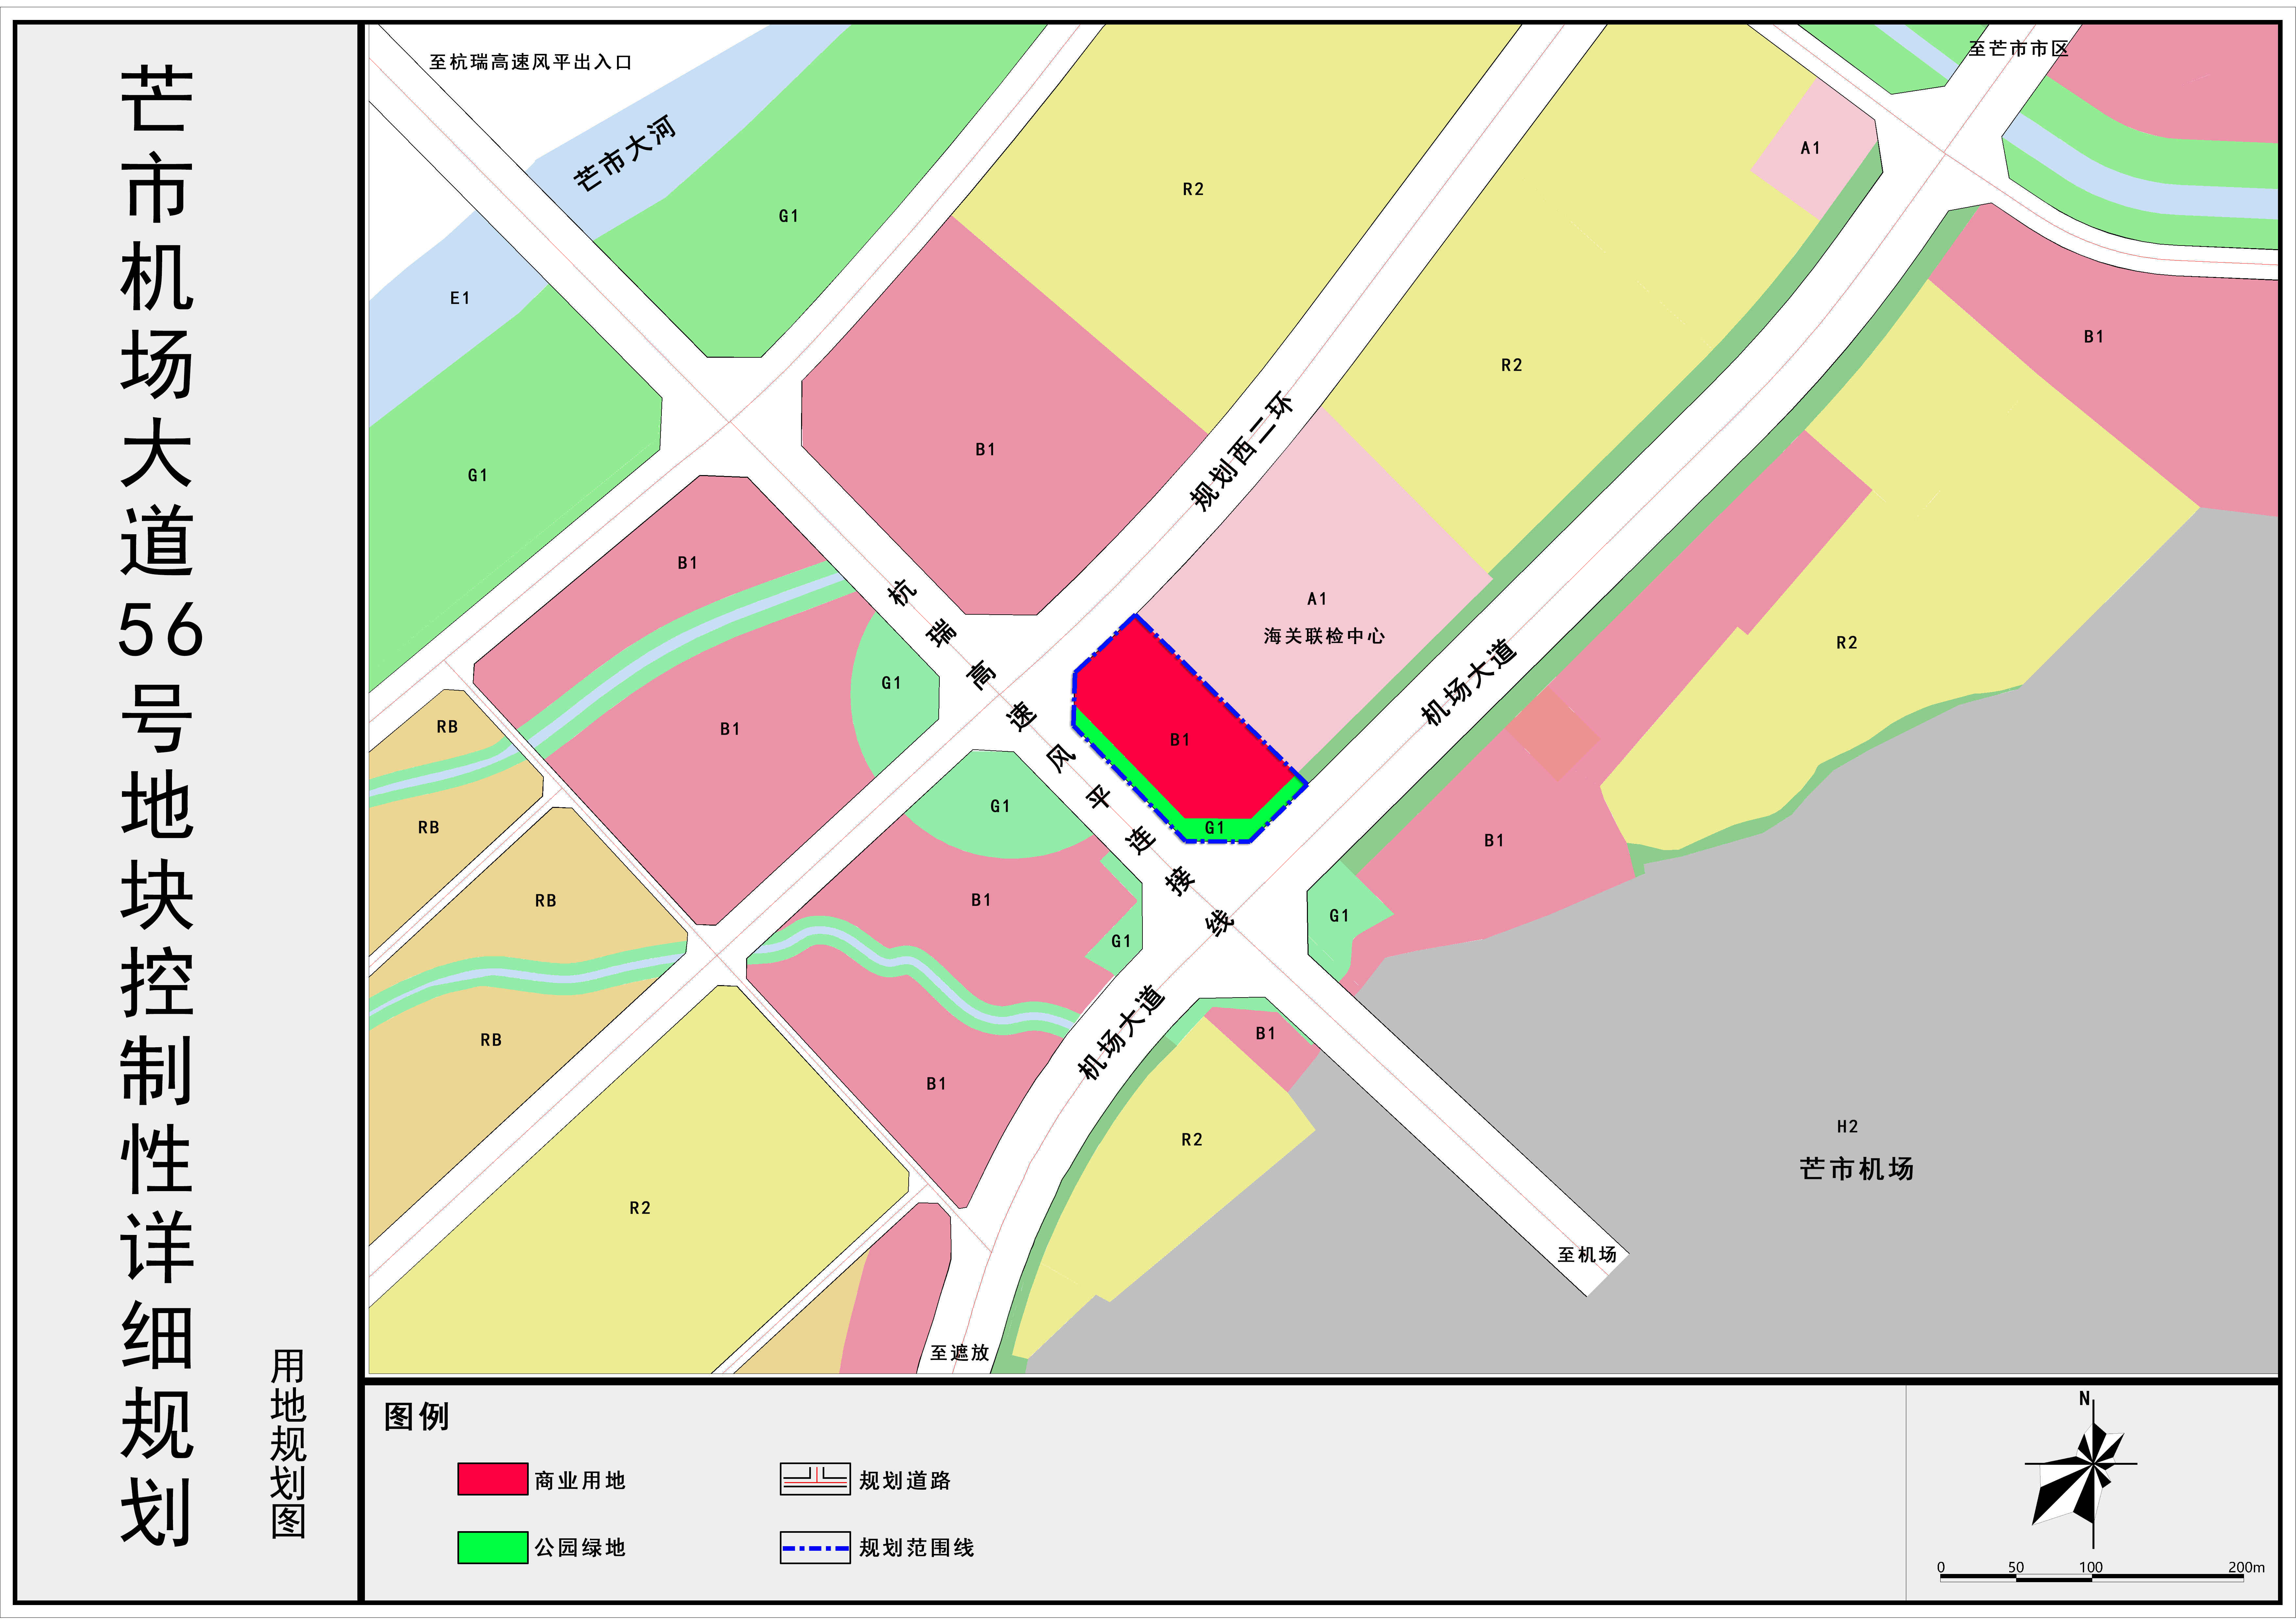 芒市机场大道56号地块控制性详细规划
用地规划图
至杭瑞高速风平出入口
至芒市市区
芒市大河
A1
R2
G1
E1
B1
R2
规划西二环
B1
G1
B1
杭瑞高速风平连接线
A1
海关联检中心
机场大道
R2
G1
RB
B1
B1
G1
RB
G1
B1
RB
B1
G1
G1
机场大道
B1
RB
B1
H2
芒市机场
R2
R2
至机场
至遮放
图例
商业用地
规划道路
公园绿地
规划范围线
N
0 50 100 200m